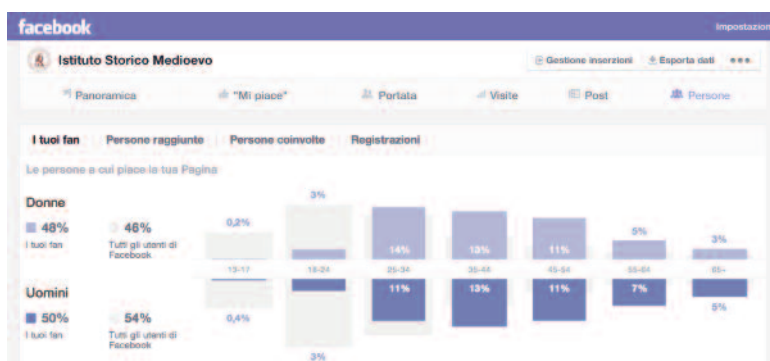 facebook
Impostazion
Istituto Storico Medioevo
Gestione inserzioni
Esporta dati
Panoramica
"Mi piace"
Portata
Visite
Post
Persone
I tuoi fan
Persone raggiunte
Persone coinvolte
Registrazioni
Le persone a cui piace la tua Pagina
Donne
48%
I tuoi fan
46%
Tutti gli utenti di
Facebook
0,2%
3%
14%
13%
11%
5%
3%
13-17
18-24
25-34
35-44
45-54
55-64
65+
Uomini
50%
I tuoi fan
54%
Tutti gli utenti di
Facebook
0,4%
3%
11%
13%
11%
7%
5%